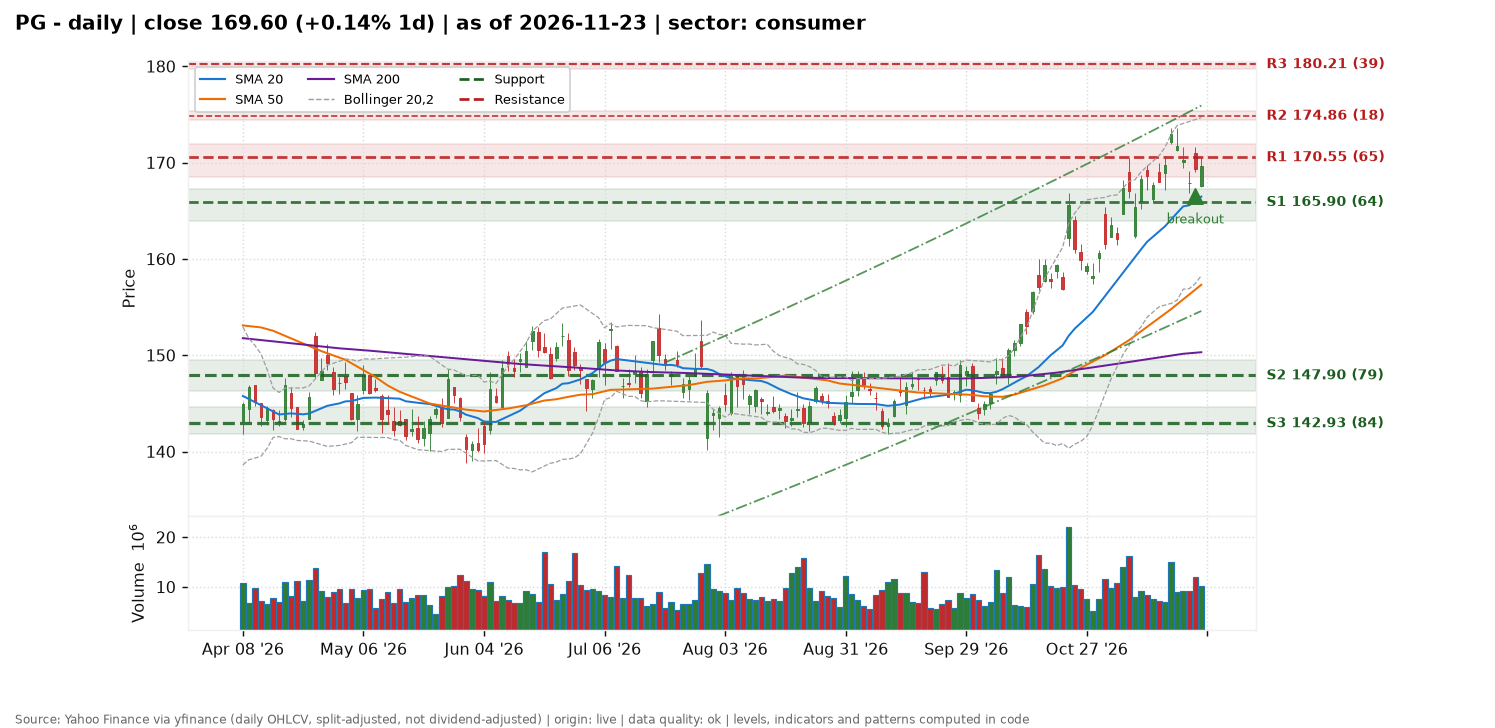 PG - daily | close 169.60 (+0.14% 1d) | as of 2026-11-23 | sector: consumer
SMA 20
SMA 50
SMA 200
Bollinger 20,2
Support
Resistance
R3 180.21 (39)
R2 174.86 (18)
R1 170.55 (65)
S1 165.90 (64)
S2 147.90 (79)
S3 142.93 (84)
breakout
Price
180
170
160
150
140
Volume 10⁶
20
10
Apr 08 '26
May 06 '26
Jun 04 '26
Jul 06 '26
Aug 03 '26
Aug 31 '26
Sep 29 '26
Oct 27 '26
Source: Yahoo Finance via yfinance (daily OHLCV, split-adjusted, not dividend-adjusted) | origin: live | data quality: ok | levels, indicators and patterns computed in code